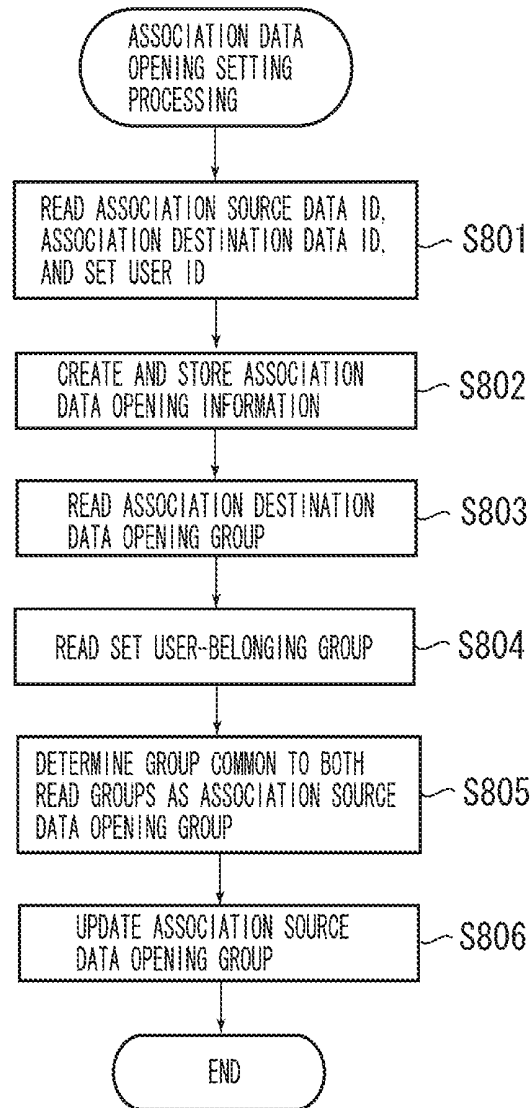 ASSOCIATION DATA
OPENING SETTING
PROCESSING
READ ASSOCIATION SOURCE DATA ID,
ASSOCIATION DESTINATION DATA ID,
AND SET USER ID
S801
CREATE AND STORE ASSOCIATION
DATA OPENING INFORMATION
S802
READ ASSOCIATION DESTINATION
DATA OPENING GROUP
S803
READ SET USER-BELONGING GROUP
S804
DETERMINE GROUP COMMON TO BOTH
READ GROUPS AS ASSOCIATION SOURCE
DATA OPENING GROUP
S805
UPDATE ASSOCIATION SOURCE
DATA OPENING GROUP
S806
END